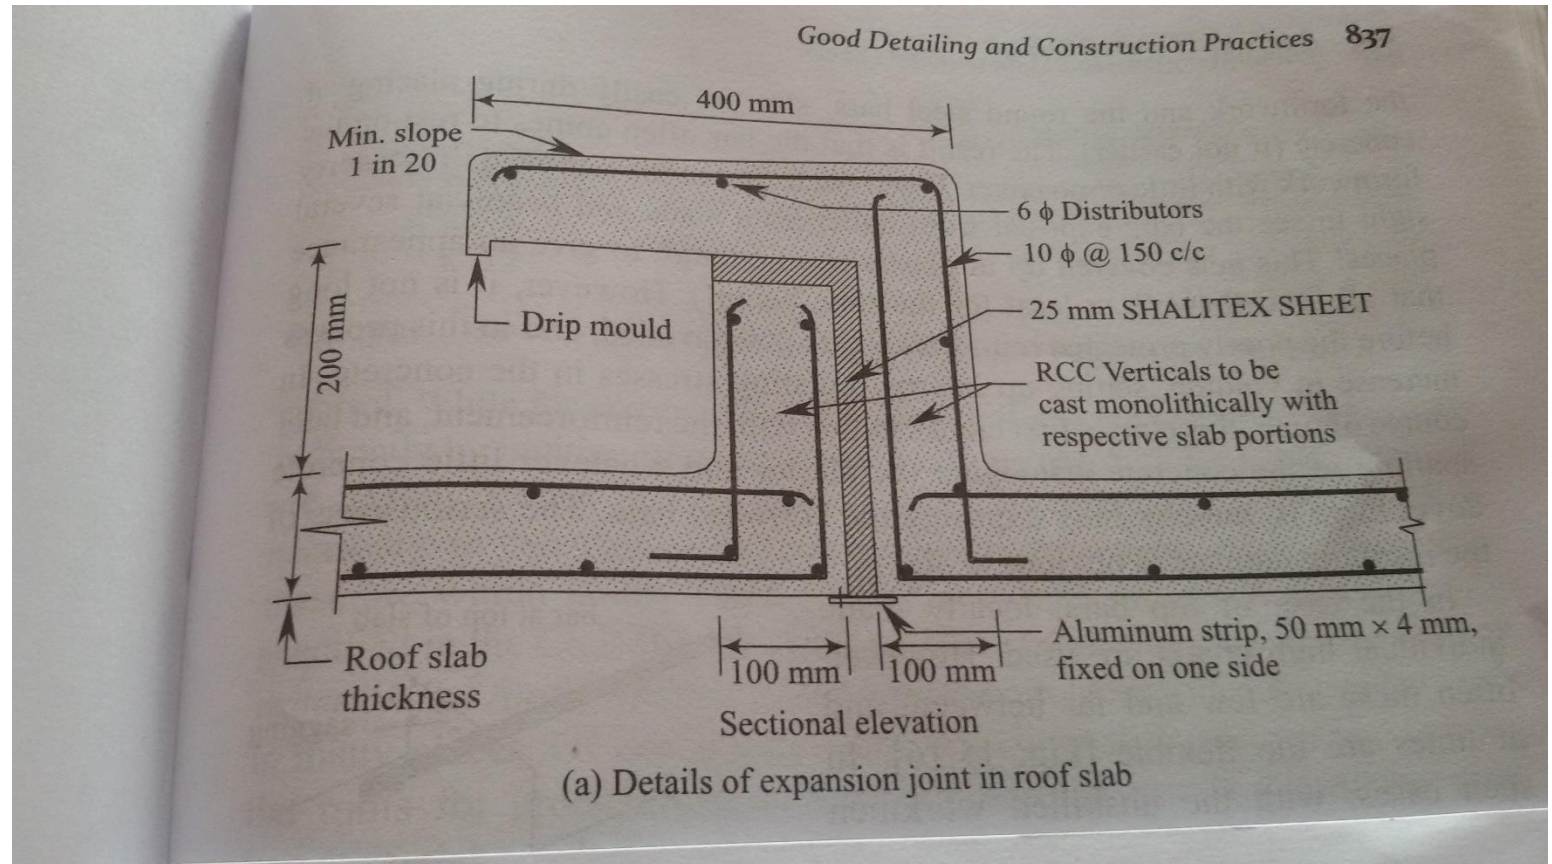 Good Detailing and Construction Practices 837
400 mm
Min. slope
1 in 20
6 ϕ Distributors
10 ϕ @ 150 c/c
25 mm SHALITEX SHEET
Drip mould
200 mm
RCC Verticals to be
cast monolithically with
respective slab portions
Aluminum strip, 50 mm × 4 mm,
fixed on one side
100 mm
100 mm
Roof slab
thickness
Sectional elevation
(a) Details of expansion joint in roof slab